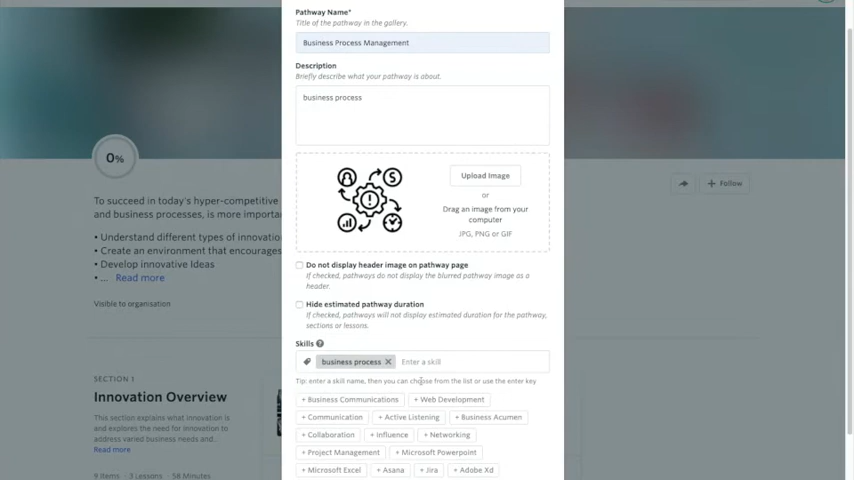 Pathway Name*
Title of the pathway in the gallery.
Business Process Management
Description
Briefly describe what your pathway is about.
business process
Upload Image
or
Drag an image from your
computer
JPG, PNG or GIF
0%
+ Follow
To succeed in today's hyper-competitive
and business processes, is more importan
• Understand different types of innovatio
• Create an environment that encourages
• Develop innovative Ideas
• ... Read more
Visible to organisation
Do not display header image on pathway page
If checked, pathways do not display the blurred pathway image as a
header.
Hide estimated pathway duration
If checked, pathways will not display estimated duration for the pathway,
sections or lessons.
Skills ?
business process ✕ Enter a skill
Tip: enter a skill name, then you can choose from the list or use the enter key
+ Business Communications + Web Development
+ Communication + Active Listening + Business Acumen
+ Collaboration + Influence + Networking
+ Project Management + Microsoft Powerpoint
+ Microsoft Excel + Asana + Jira + Adobe Xd
SECTION 1
Innovation Overview
This section explains what Innovation is
and explores the need for Innovation to
address varied business needs and...
Read more
9 Items • 3 Lessons • 58 Minutes